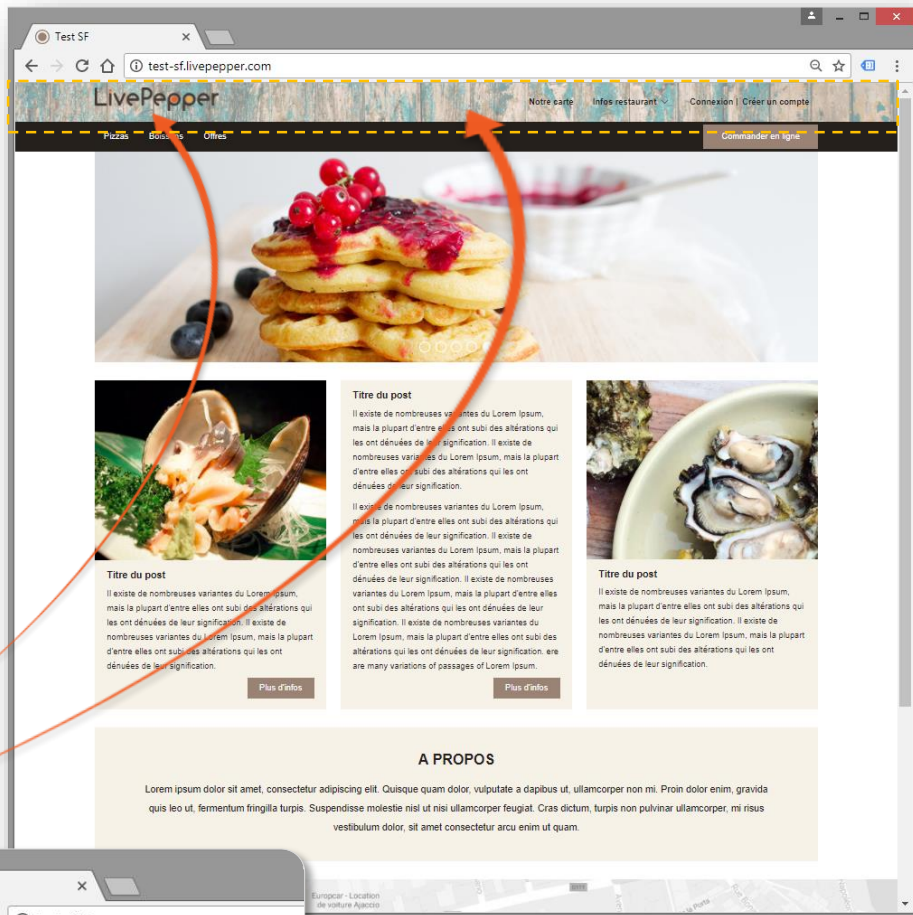 Test SF
test-sf.livepepper.com
LivePepper
Notre carte
Infos restaurant
Connexion | Créer un compte
Pizzas
Boissons
Offres
Commander en ligne
Titre du post
Il existe de nombreuses variantes du Lorem Ipsum,
mais la plupart d'entre elles ont subi des altérations qui
les ont dénuées de leur signification. Il existe de
nombreuses variantes du Lorem Ipsum, mais la plupart
d'entre elles ont subi des altérations qui les ont
dénuées de leur signification.
Plus d'infos
Titre du post
Il existe de nombreuses variantes du Lorem Ipsum,
mais la plupart d'entre elles ont subi des altérations qui
les ont dénuées de leur signification. Il existe de
nombreuses variantes du Lorem Ipsum, mais la plupart
d'entre elles ont subi des altérations qui les ont
dénuées de leur signification.
Il existe de nombreuses variantes du Lorem Ipsum,
mais la plupart d'entre elles ont subi des altérations qui
les ont dénuées de leur signification. Il existe de
nombreuses variantes du Lorem Ipsum, mais la plupart
d'entre elles ont subi des altérations qui les ont
dénuées de leur signification. Il existe de nombreuses
variantes du Lorem Ipsum, mais la plupart d'entre elles
ont subi des altérations qui les ont dénuées de leur
signification. Il existe de nombreuses variantes du
Lorem Ipsum, mais la plupart d'entre elles ont subi des
altérations qui les ont dénuées de leur signification. ere
are many variations of passages of Lorem Ipsum.
Plus d'infos
Titre du post
Il existe de nombreuses variantes du Lorem Ipsum,
mais la plupart d'entre elles ont subi des altérations qui
les ont dénuées de leur signification. Il existe de
nombreuses variantes du Lorem Ipsum, mais la plupart
d'entre elles ont subi des altérations qui les ont
dénuées de leur signification.
A PROPOS
Lorem ipsum dolor sit amet, consectetur adipiscing elit. Quisque quam dolor, vulputate a dapibus ut, ullamcorper non mi. Proin dolor enim, gravida
quis leo ut, fermentum fringilla turpis. Suspendisse molestie nisl ut nisi ullamcorper feugiat. Cras dictum, turpis non pulvinar ullamcorper, mi risus
vestibulum dolor, sit amet consectetur arcu enim ut quam.
Europcar - Location
de voiture Ajaccio